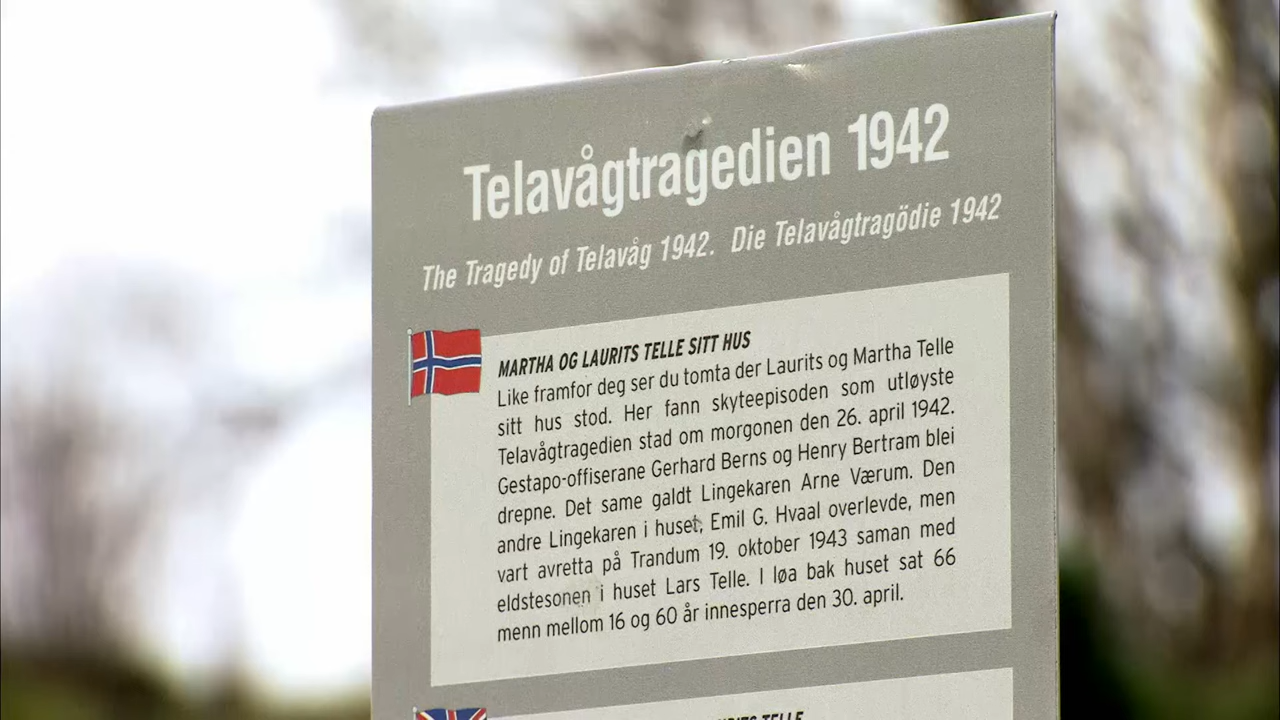 Telavågtragedien 1942
The Tragedy of Telavåg 1942. Die Telavågtragödie 1942
MARTHA OG LAURITS TELLE SITT HUS
Like framfor deg ser du tomta der Laurits og Martha Telle
sitt hus stod. Her fann skyteepisoden som utløyste
Telavågtragedien stad om morgonen den 26. april 1942.
Gestapo-offiserane Gerhard Berns og Henry Bertram blei
drepne. Det same galdt Lingekaren Arne Værum. Den
andre Lingekaren i huset, Emil G. Hvaal overlevde, men
vart avretta på Trandum 19. oktober 1943 saman med
eldstesonen i huset Lars Telle. I løa bak huset sat 66
menn mellom 16 og 60 år innesperra den 30. april.
TELLE